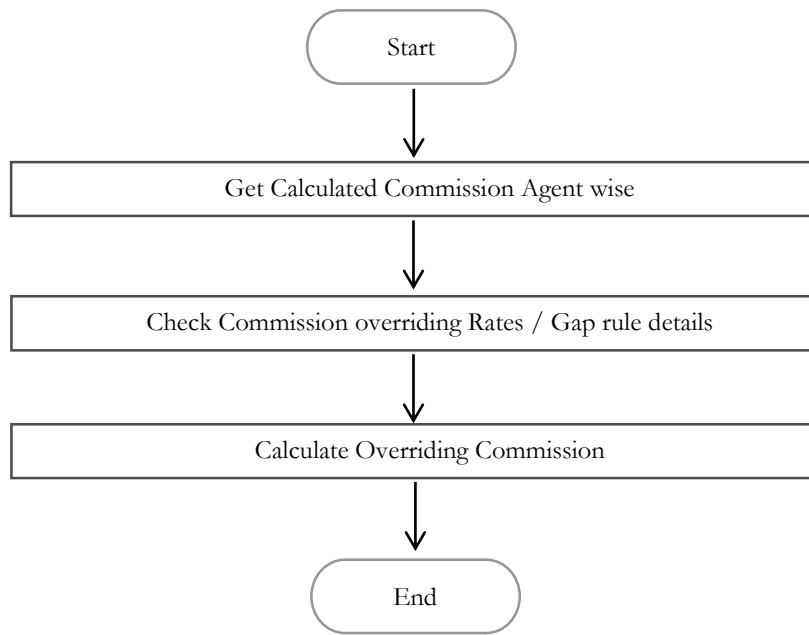 Start
Get Calculated Commission Agent wise
Check Commission overriding Rates / Gap rule details
Calculate Overriding Commission
End